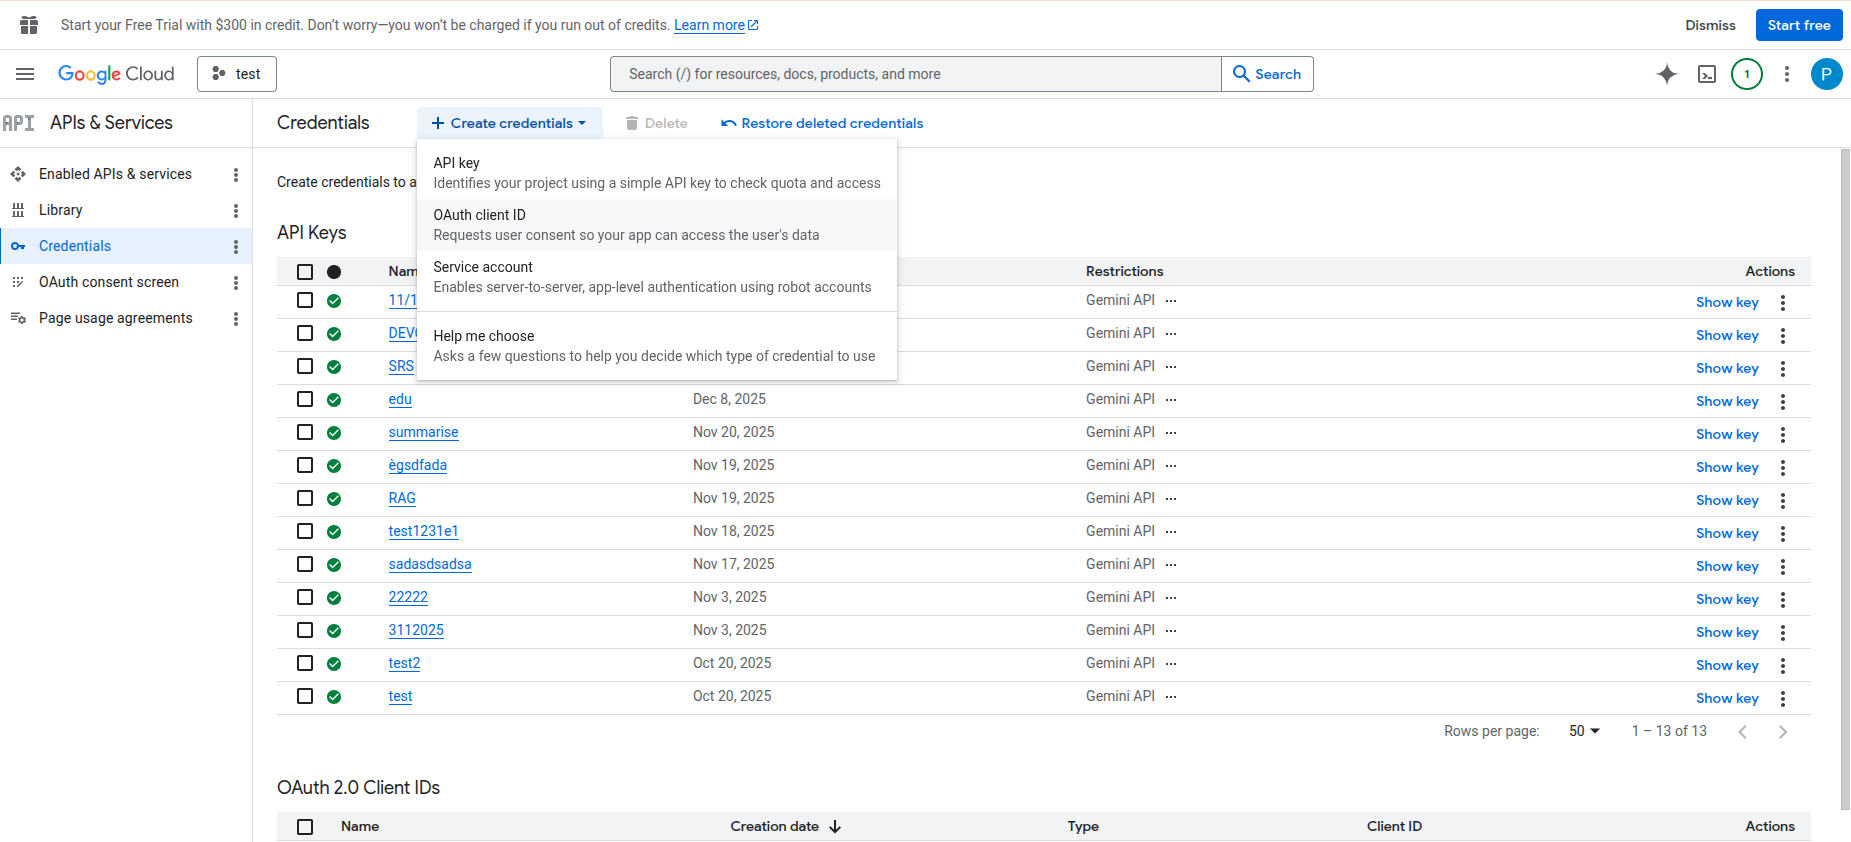 Start your Free Trial with $300 in credit. Don't worry—you won't be charged if you run out of credits. Learn more
Dismiss
Start free
Google Cloud
test
Search (/) for resources, docs, products, and more
Search
1
P
API
APIs & Services
Credentials
Create credentials
Delete
Restore deleted credentials
Enabled APIs & services
Library
Credentials
OAuth consent screen
Page usage agreements
Create credentials to a
API key
Identifies your project using a simple API key to check quota and access
OAuth client ID
Requests user consent so your app can access the user's data
Service account
Enables server-to-server, app-level authentication using robot accounts
Help me choose
Asks a few questions to help you decide which type of credential to use
API Keys
Nam Restrictions Actions
11/1 Gemini API ... Show key
DEV Gemini API ... Show key
SRS Gemini API ... Show key
edu Dec 8, 2025 Gemini API ... Show key
summarise Nov 20, 2025 Gemini API ... Show key
ègsdfada Nov 19, 2025 Gemini API ... Show key
RAG Nov 19, 2025 Gemini API ... Show key
test1231e1 Nov 18, 2025 Gemini API ... Show key
sadasdsadsa Nov 17, 2025 Gemini API ... Show key
22222 Nov 3, 2025 Gemini API ... Show key
3112025 Nov 3, 2025 Gemini API ... Show key
test2 Oct 20, 2025 Gemini API ... Show key
test Oct 20, 2025 Gemini API ... Show key
Rows per page: 50 1 – 13 of 13
OAuth 2.0 Client IDs
Name Creation date Type Client ID Actions